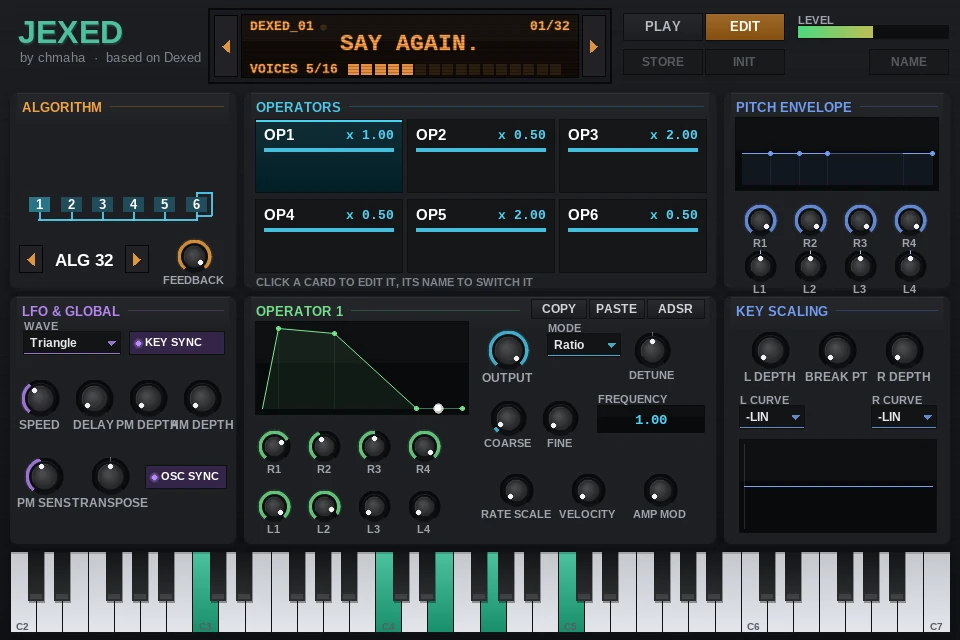 JEXED
by chmaha · based on Dexed
DEXED_01
01/32
SAY AGAIN.
VOICES 5/16
PLAY
EDIT
LEVEL
STORE
INIT
NAME
ALGORITHM
1 2 3 4 5 6
ALG 32
FEEDBACK
OPERATORS
OP1 x 1.00
OP2 x 0.50
OP3 x 2.00
OP4 x 0.50
OP5 x 2.00
OP6 x 0.50
CLICK A CARD TO EDIT IT, ITS NAME TO SWITCH IT
PITCH ENVELOPE
R1 R2 R3 R4
L1 L2 L3 L4
LFO & GLOBAL
WAVE
Triangle
KEY SYNC
SPEED DELAY PM DEPTH AM DEPTH
PM SENS TRANSPOSE
OSC SYNC
OPERATOR 1
COPY PASTE ADSR
OUTPUT
MODE
Ratio
DETUNE
COARSE FINE
FREQUENCY
1.00
R1 R2 R3 R4
L1 L2 L3 L4
RATE SCALE VELOCITY AMP MOD
KEY SCALING
L DEPTH BREAK PT R DEPTH
L CURVE R CURVE
-LIN -LIN
C2 C3 C4 C5 C6 C7